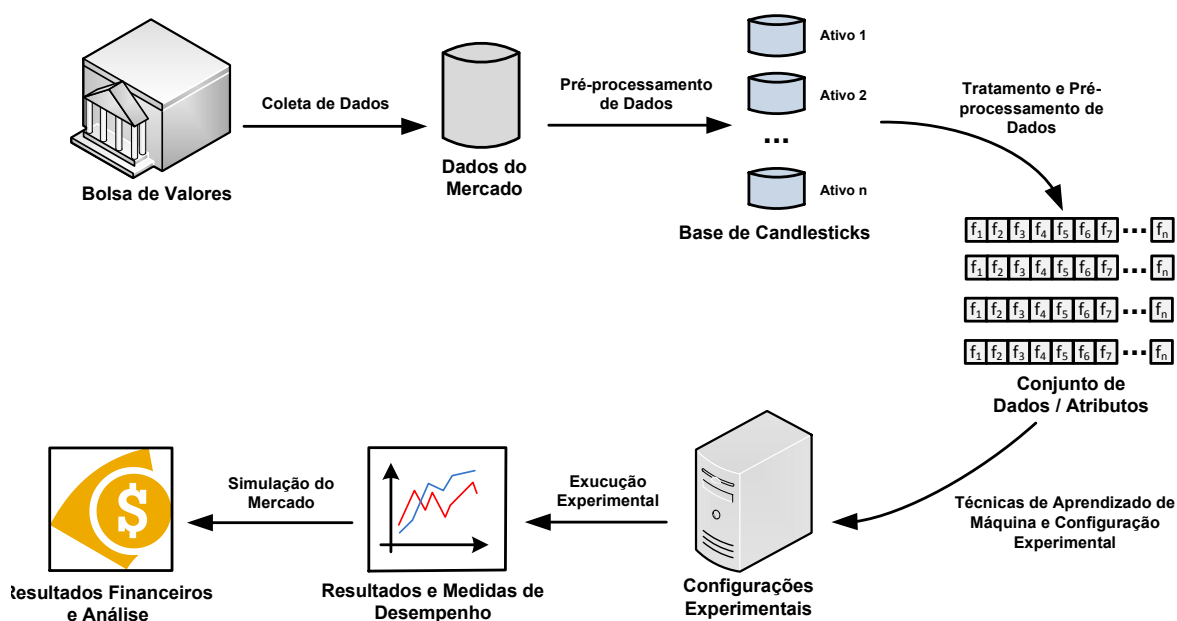 Coleta de Dados
Bolsa de Valores
Dados do
Mercado
Pré-processamento
de Dados
Ativo 1
Ativo 2
...
Ativo n
Base de Candlesticks
Tratamento e Pré-
processamento de
Dados
f1 f2 f3 f4 f5 f6 f7 ... fn
f1 f2 f3 f4 f5 f6 f7 ... fn
f1 f2 f3 f4 f5 f6 f7 ... fn
f1 f2 f3 f4 f5 f6 f7 ... fn
Conjunto de
Dados / Atributos
Técnicas de Aprendizado de
Máquina e Configuração
Experimental
Configurações
Experimentais
Exucução
Experimental
Resultados e Medidas de
Desempenho
Simulação do
Mercado
$
Resultados Financeiros
e Análise